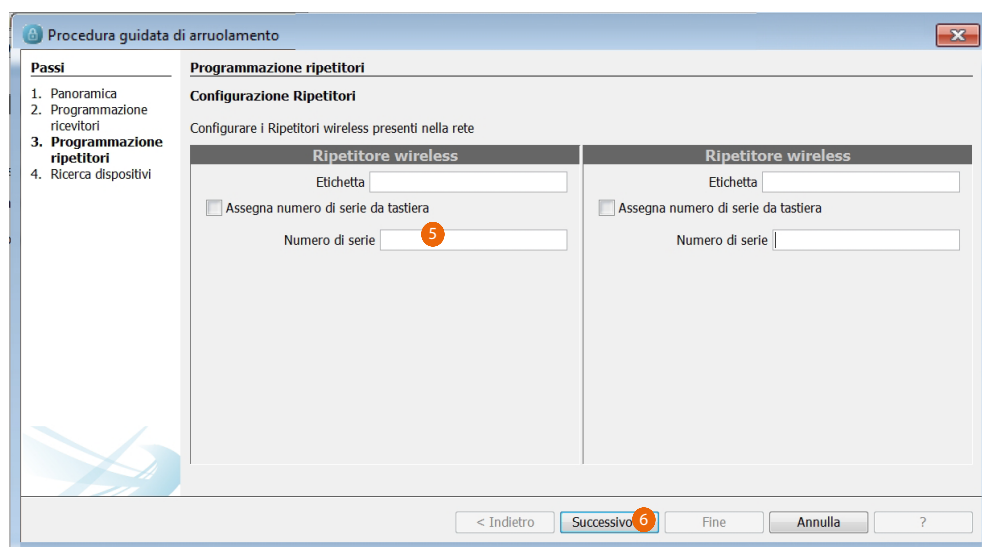 Procedura guidata di arruolamento
Passi
1. Panoramica
2. Programmazione
ricevitori
3. Programmazione
ripetitori
4. Ricerca dispositivi
Programmazione ripetitori
Configurazione Ripetitori
Configurare i Ripetitori wireless presenti nella rete
Ripetitore wireless
Etichetta
Assegna numero di serie da tastiera
Numero di serie
5
Ripetitore wireless
Etichetta
Assegna numero di serie da tastiera
Numero di serie
< Indietro
Successivo
6
Fine
Annulla
?